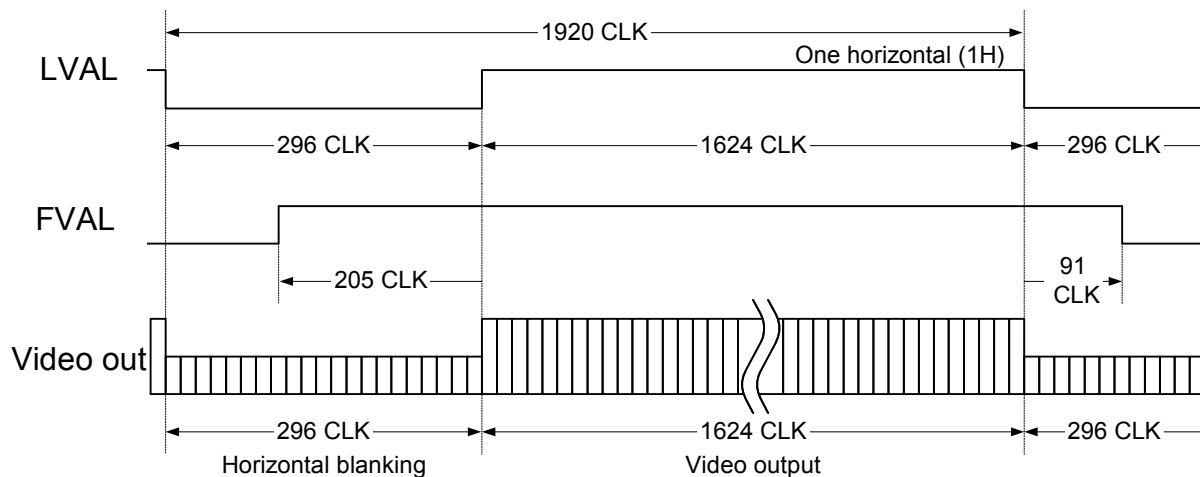 1920 CLK
LVAL
One horizontal (1H)
296 CLK
1624 CLK
296 CLK
FVAL
205 CLK
91
CLK
Video out
296 CLK
1624 CLK
296 CLK
Horizontal blanking
Video output